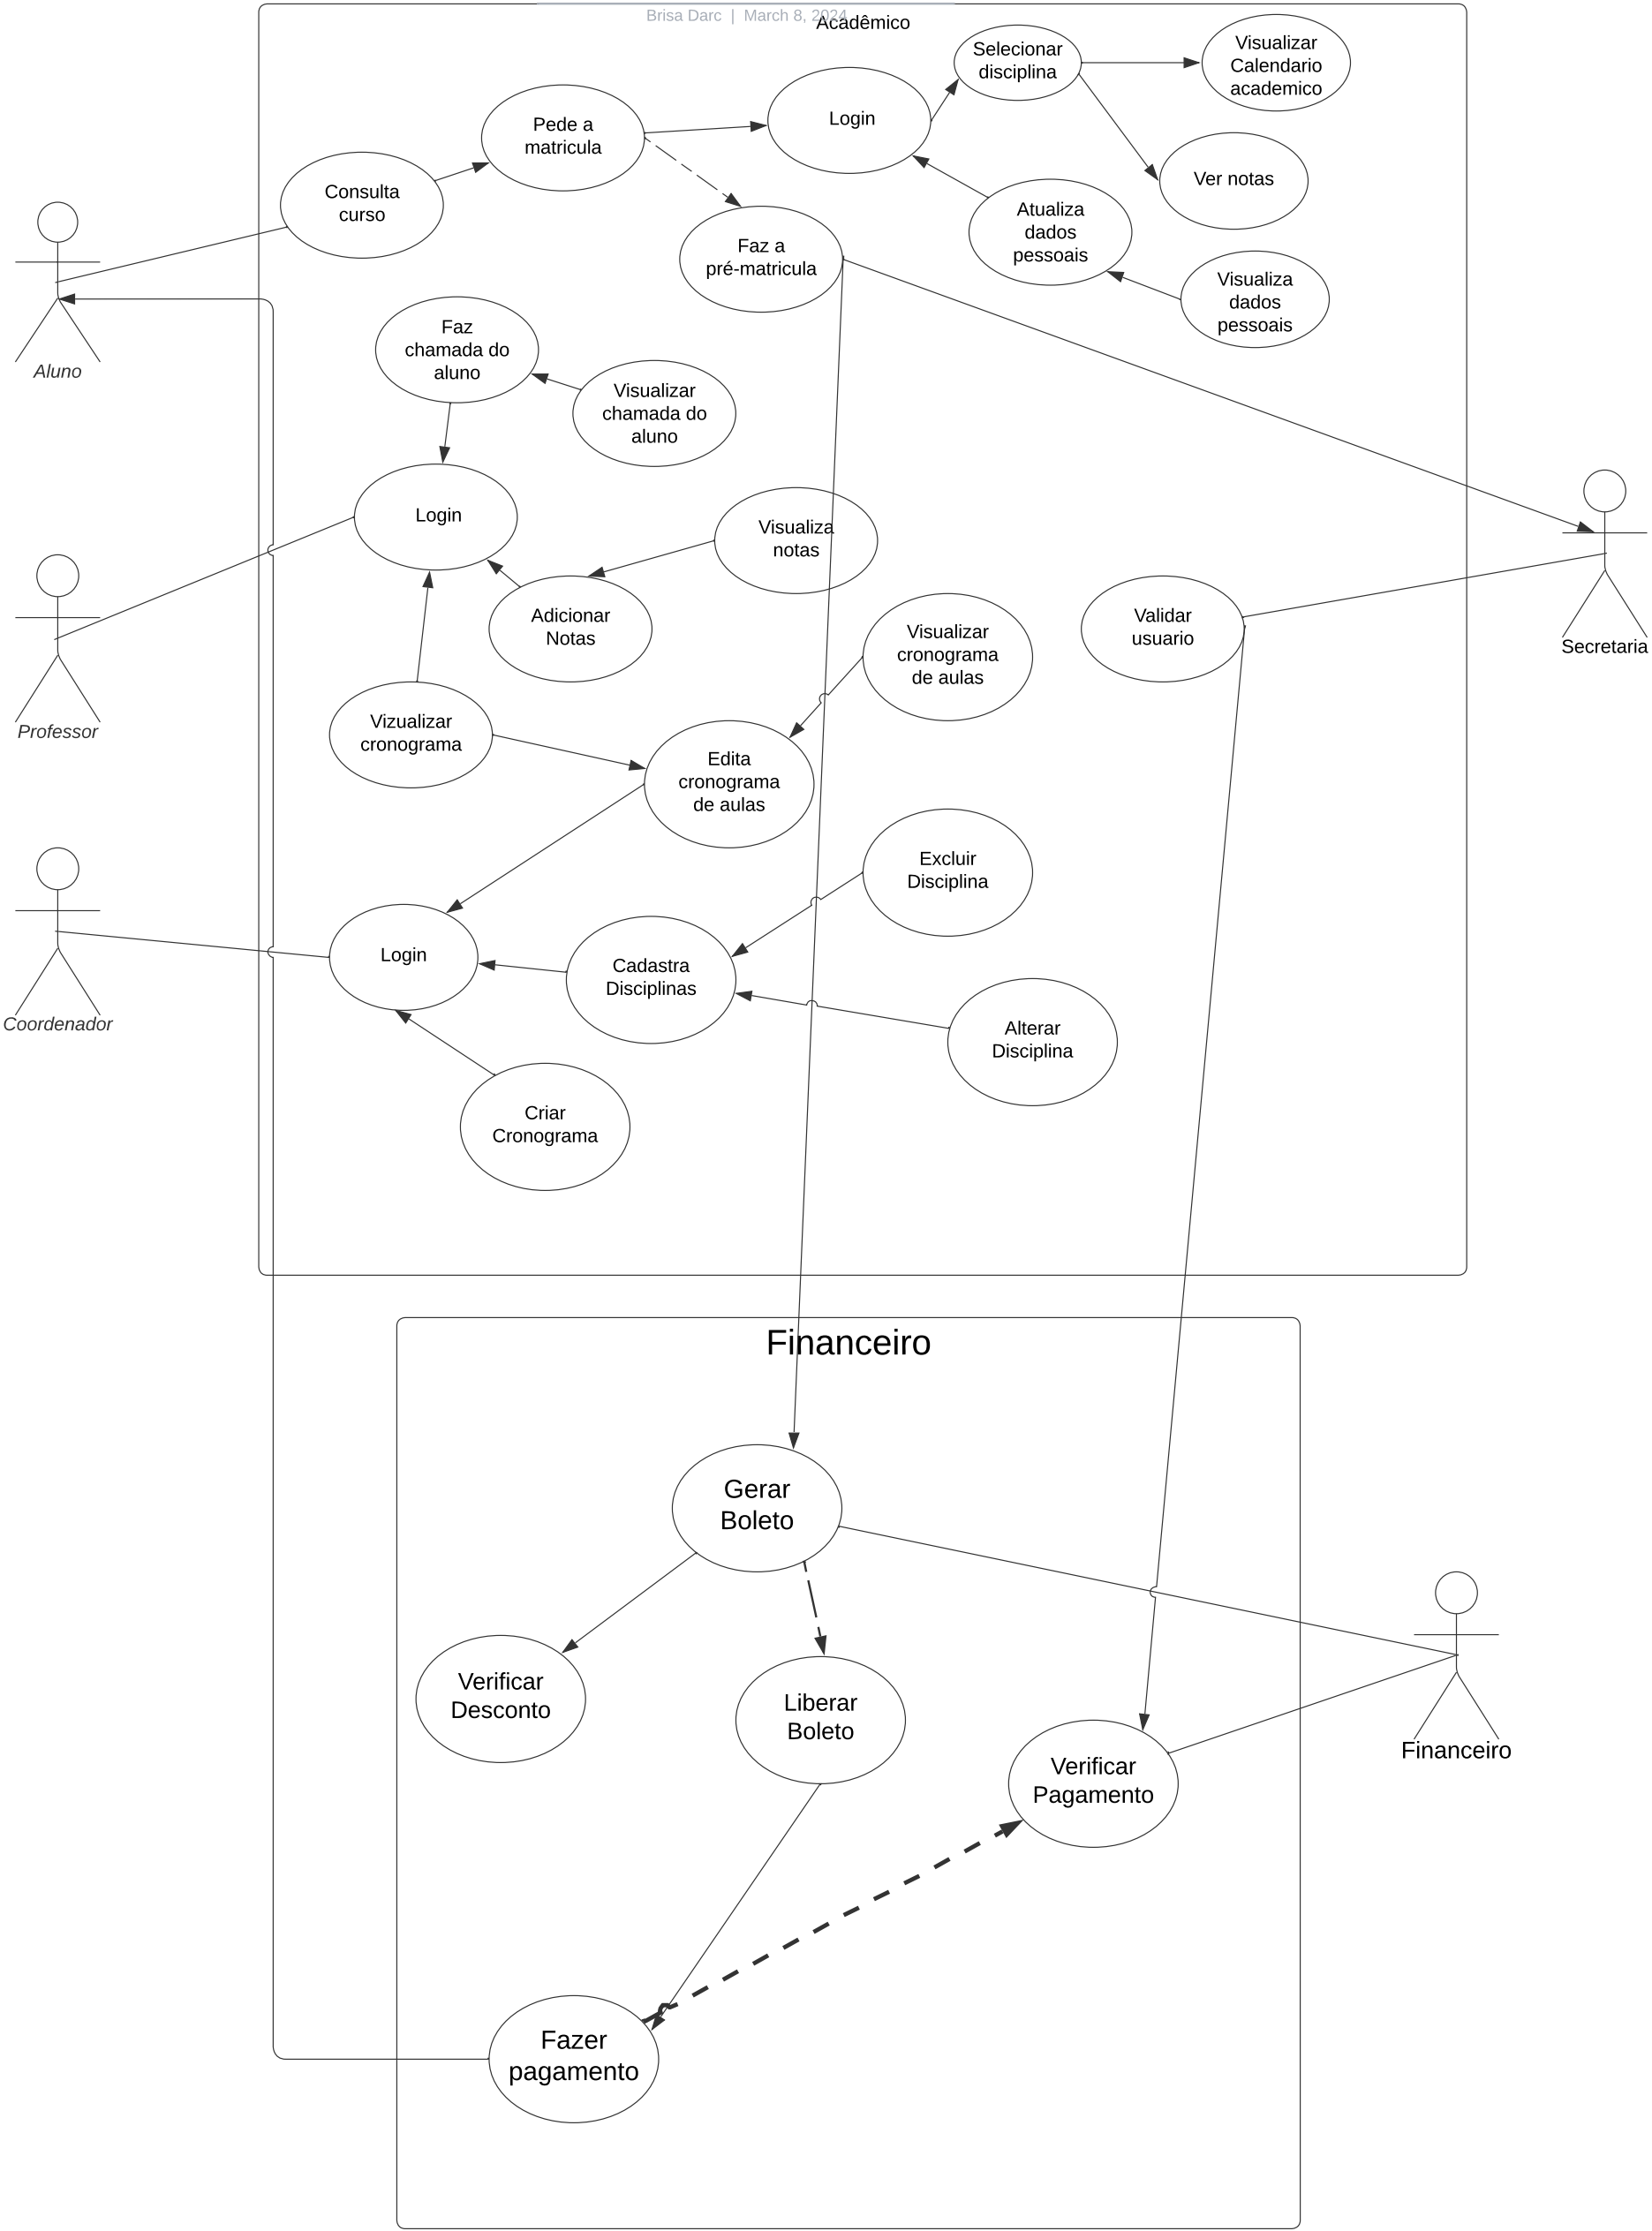 Brisa Darc | March 8, 2024
Acadêmico
Selecionar
disciplina
Visualizar
Calendario
academico
Pede a
matricula
Login
Consulta
curso
Ver notas
Atualiza
dados
pessoais
Faz a
pré-matricula
Visualiza
dados
pessoais
Aluno
Faz
chamada do
aluno
Visualizar
chamada do
aluno
Login
Visualiza
notas
Adicionar
Notas
Validar
usuario
Secretaria
Visualizar
cronograma
de aulas
Professor
Vizualizar
cronograma
Edita
cronograma
de aulas
Excluir
Disciplina
Login
Cadastra
Disciplinas
Coordenador
Alterar
Disciplina
Criar
Cronograma
Financeiro
Gerar
Boleto
Verificar
Desconto
Liberar
Boleto
Financeiro
Verificar
Pagamento
Fazer
pagamento